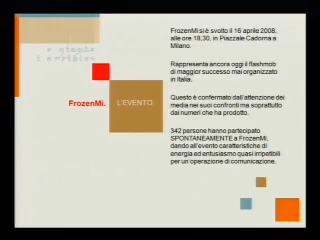 e giusto
i erribile»
FrozenMi si è svolto il 16 aprile 2008,
alle ore 18,30, in Piazzale Cadorna a
Milano.
Rappresenta ancora oggi il flashmob
di maggior successo mai organizzato
in Italia.
Questo è confermato dall'attenzione dei
media nei suoi confronti ma soprattutto
dai numeri che ha prodotto.
FrozenMi.
L'EVENTO.
342 persone hanno partecipato
SPONTANEAMENTE a FrozenMi,
dando all'evento caratteristiche di
energia ed entusiasmo quasi irripetibili
per un'operazione di comunicazione.